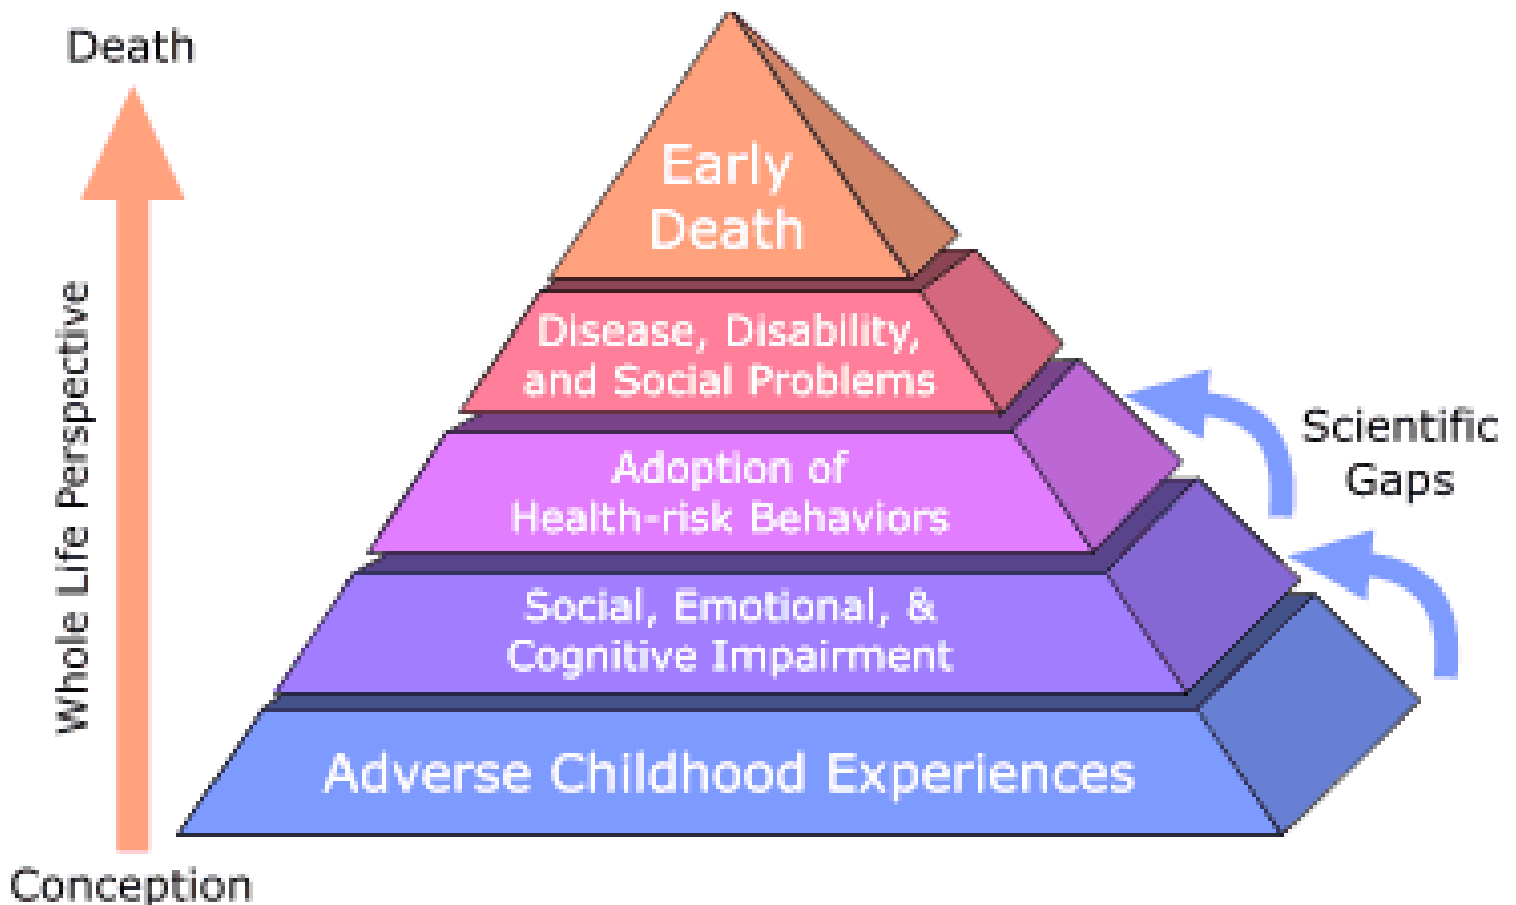 Death
Whole Life Perspective
Conception
Early
Death
Disease, Disability,
and Social Problems
Adoption of
Health-risk Behaviors
Social, Emotional, &
Cognitive Impairment
Adverse Childhood Experiences
Scientific
Gaps